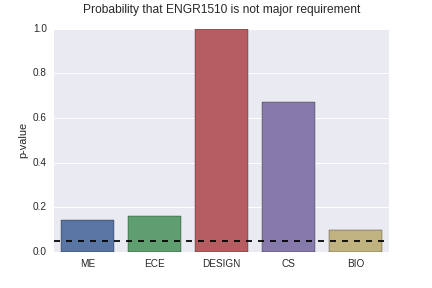 Probability that ENGR1510 is not major requirement
1.0
0.8
0.6
0.4
0.2
0.0
p-value
ME ECE DESIGN CS BIO